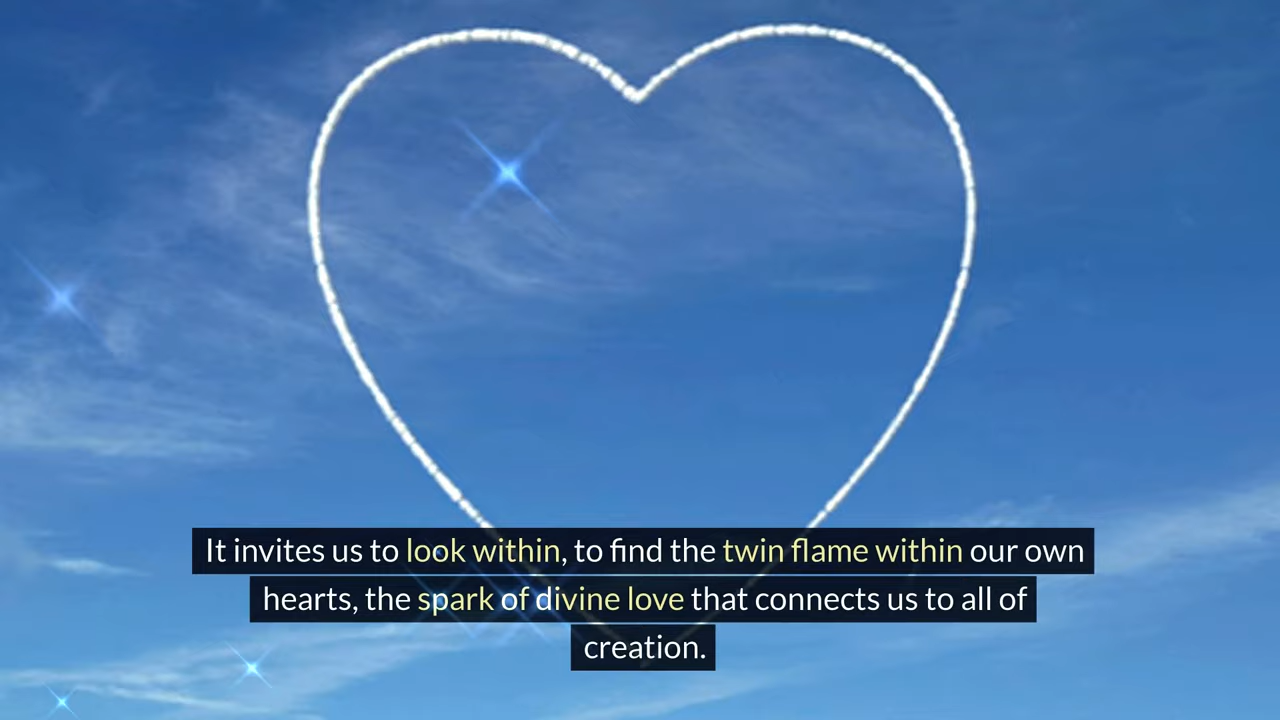 It invites us to look within, to find the twin flame within our own
hearts, the spark of divine love that connects us to all of
creation.